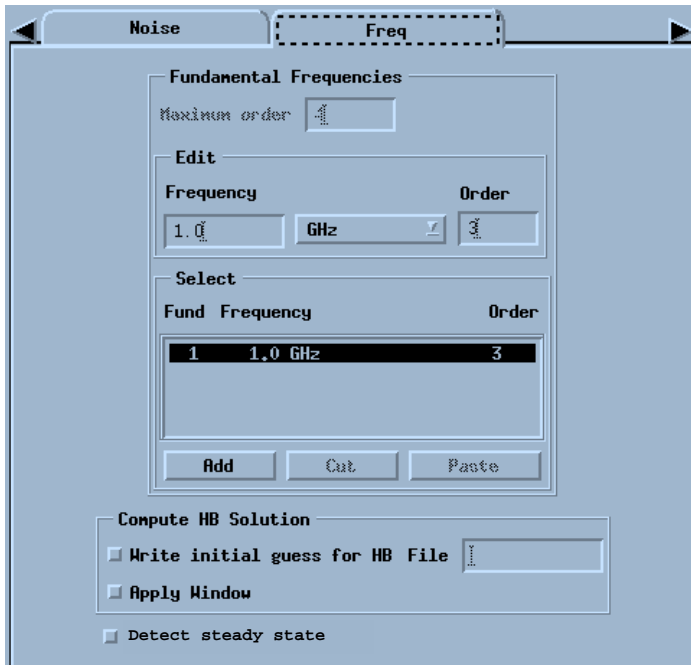 Noise Freq
Fundamental Frequencies
Maximum order 4
Edit
Frequency Order
1.0 GHz 3
Select
Fund Frequency Order
1 1.0 GHz 3
Add Cut Paste
Compute HB Solution
Write initial guess for HB File
Apply Window
Detect steady state